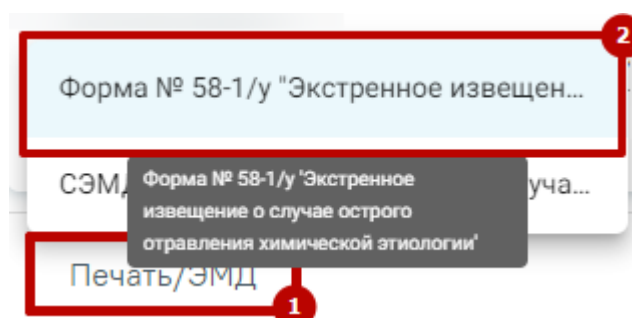 2
Форма № 58-1/у "Экстренное извещен...
СЭМД
уча...
Форма № 58-1/у 'Экстренное
извещение о случае острого
отравления химической этиологии'
Печать/ЭМД
1